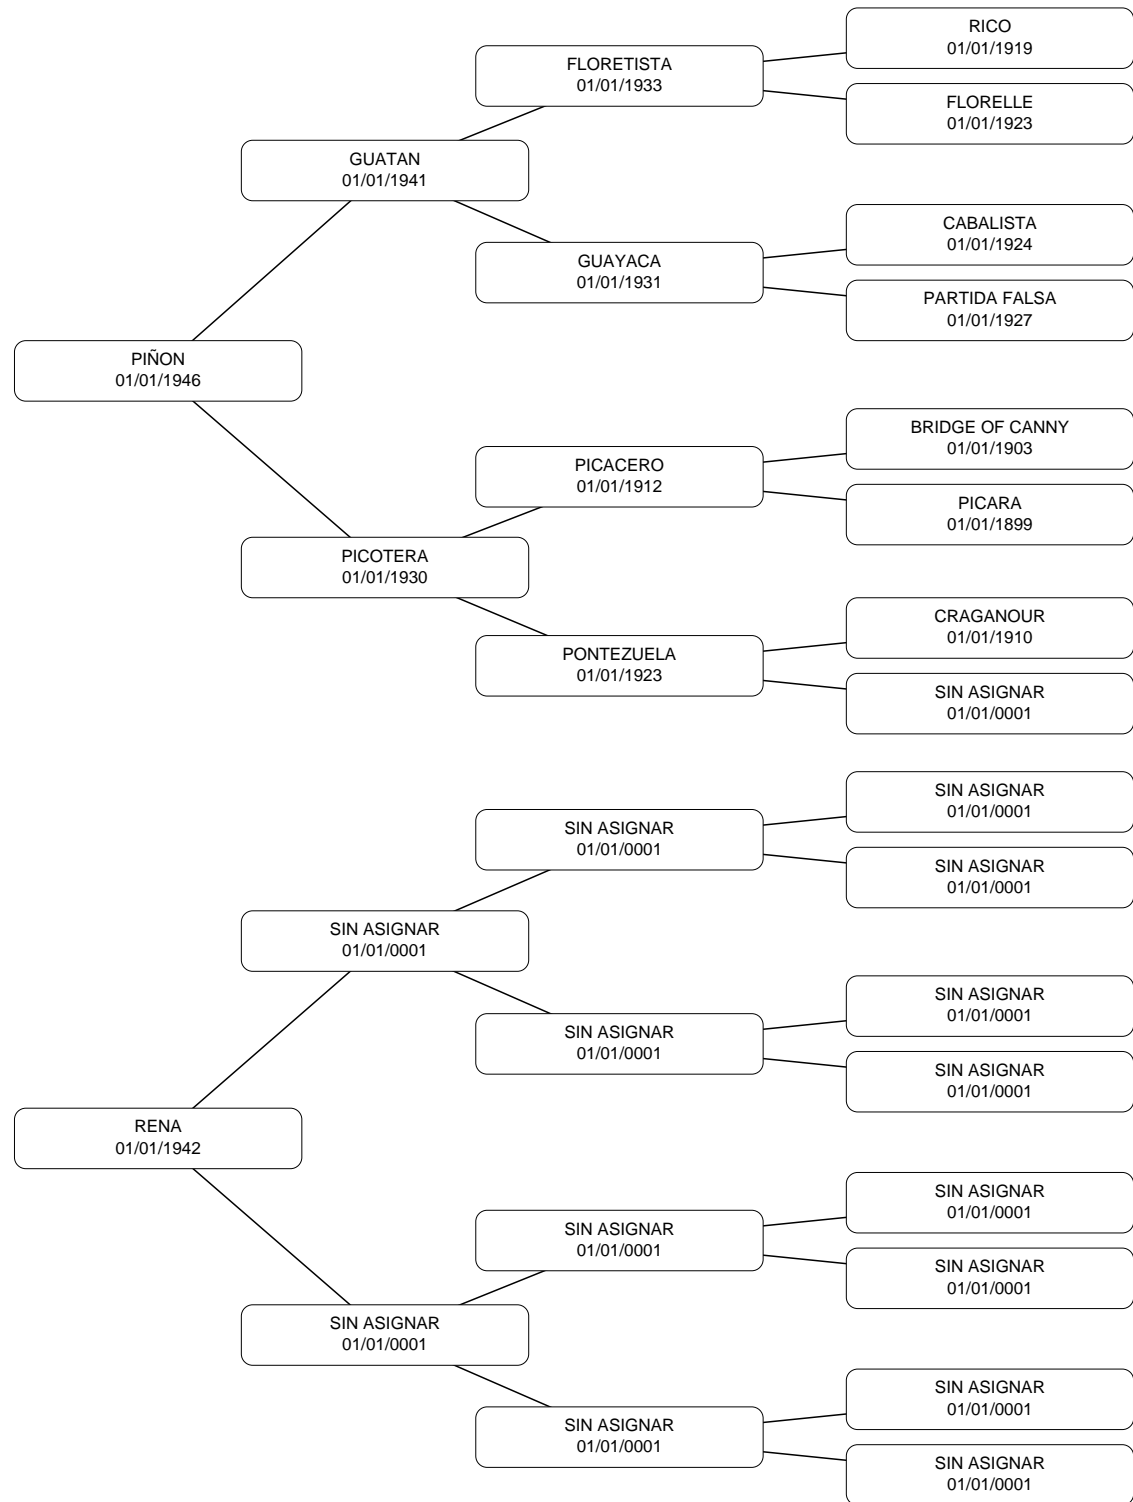 RICO
01/01/1919
FLORETISTA
01/01/1933
FLORELLE
01/01/1923
GUATAN
01/01/1941
CABALISTA
01/01/1924
GUAYACA
01/01/1931
PARTIDA FALSA
01/01/1927
PIÑON
01/01/1946
BRIDGE OF CANNY
01/01/1903
PICACERO
01/01/1912
PICARA
01/01/1899
PICOTERA
01/01/1930
CRAGANOUR
01/01/1910
PONTEZUELA
01/01/1923
SIN ASIGNAR
01/01/0001
SIN ASIGNAR
01/01/0001
SIN ASIGNAR
01/01/0001
SIN ASIGNAR
01/01/0001
SIN ASIGNAR
01/01/0001
SIN ASIGNAR
01/01/0001
SIN ASIGNAR
01/01/0001
SIN ASIGNAR
01/01/0001
RENA
01/01/1942
SIN ASIGNAR
01/01/0001
SIN ASIGNAR
01/01/0001
SIN ASIGNAR
01/01/0001
SIN ASIGNAR
01/01/0001
SIN ASIGNAR
01/01/0001
SIN ASIGNAR
01/01/0001
SIN ASIGNAR
01/01/0001